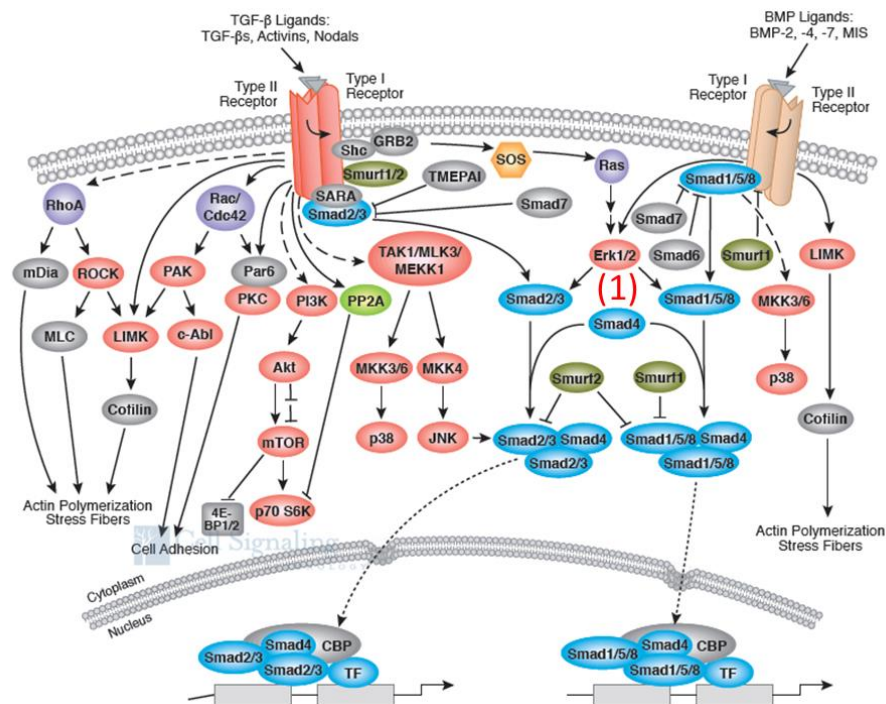 TGF-β Ligands:
TGF-βs, Activins, Nodals
BMP Ligands:
BMP-2, -4, -7, MIS
Type II
Receptor
Type I
Receptor
Type I
Receptor
Type II
Receptor
Shc
GRB2
SOS
Ras
Smurf1/2
TMEPAI
SARA
Smad2/3
Smad7
Smad1/5/8
RhoA
Rac/
Cdc42
Smad7
Smad6
Smurf1
LIMK
mDia
ROCK
PAK
Par6
PKC
TAK1/MLK3/
MEKK1
Erk1/2
(1)
PI3K
PP2A
Smad2/3
Smad1/5/8
MKK3/6
Smad4
MLC
LIMK
c-Abl
Akt
MKK3/6
MKK4
Smurf2
Smurf1
p38
Cofilin
mTOR
p38
JNK
Smad2/3
Smad4
Smad2/3
Smad1/5/8
Smad4
Smad1/5/8
Cofilin
4E-
BP1/2
p70 S6K
Actin Polymerization
Stress Fibers
Cell Adhesion
Cell Signaling
Actin Polymerization
Stress Fibers
Cytoplasm
Nucleus
Smad2/3
Smad4
CBP
Smad2/3
TF
Smad1/5/8
Smad4
CBP
Smad1/5/8
TF